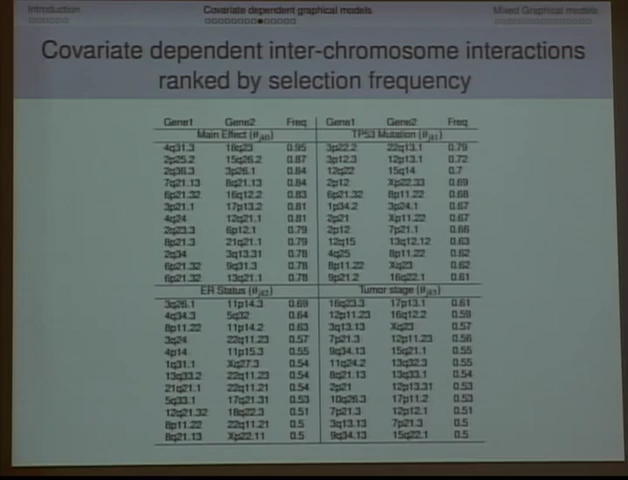 Introduction Covariate dependent graphical models Mixed Graphical models
Covariate dependent inter-chromosome interactions
ranked by selection frequency
Gene1 Gene2 Freq Gene1 Gene2 Freq
Main Effect TP53 Mutation
4q31.3 18q23 0.95 3p22.2 22q13.1 0.79
2p25.2 15q26.2 0.87 3p12.3 12p13.1 0.72
2q36.3 3p26.1 0.84 12q22 15q14 0.7
7q21.13 8q21.13 0.84 2p12 Xp22.33 0.69
6p21.32 16q12.2 0.83 6p21.32 8p11.22 0.68
3p21.1 17p13.2 0.81 1p34.2 3p24.1 0.67
4q24 12q21.1 0.81 2p21 Xp11.22 0.67
2q23.3 6p12.1 0.79 2p12 7p21.1 0.66
8p21.3 21q21.1 0.79 12q15 13q12.12 0.63
2q34 3q13.31 0.78 4q25 8p11.22 0.62
6p21.32 9q31.3 0.78 8p11.22 Xq23 0.62
6p21.32 13q21.1 0.78 9p21.2 16q22.1 0.61
ER Status Tumor stage
3q26.1 11p14.3 0.69 16q23.3 17p13.1 0.61
4q34.3 5q32 0.64 12p11.23 16q12.2 0.59
8p11.22 11p14.2 0.63 3q13.13 Xq23 0.57
3q24 22q11.23 0.57 7p21.3 12p11.23 0.56
4p14 11p15.3 0.55 9q34.13 15q21.1 0.55
1q31.1 Xq27.3 0.54 11q24.2 13q32.3 0.55
13q33.2 22q11.23 0.54 8q21.13 13q33.1 0.54
21q21.1 22q11.21 0.54 2p21 12p13.31 0.53
5q33.1 17q21.31 0.53 10q26.3 17p11.2 0.53
12q21.32 18q22.3 0.51 7p21.3 12p12.1 0.51
8p11.22 22q11.21 0.5 3q13.13 7p21.3 0.5
8q21.13 Xp22.11 0.5 9q34.13 15q22.1 0.5